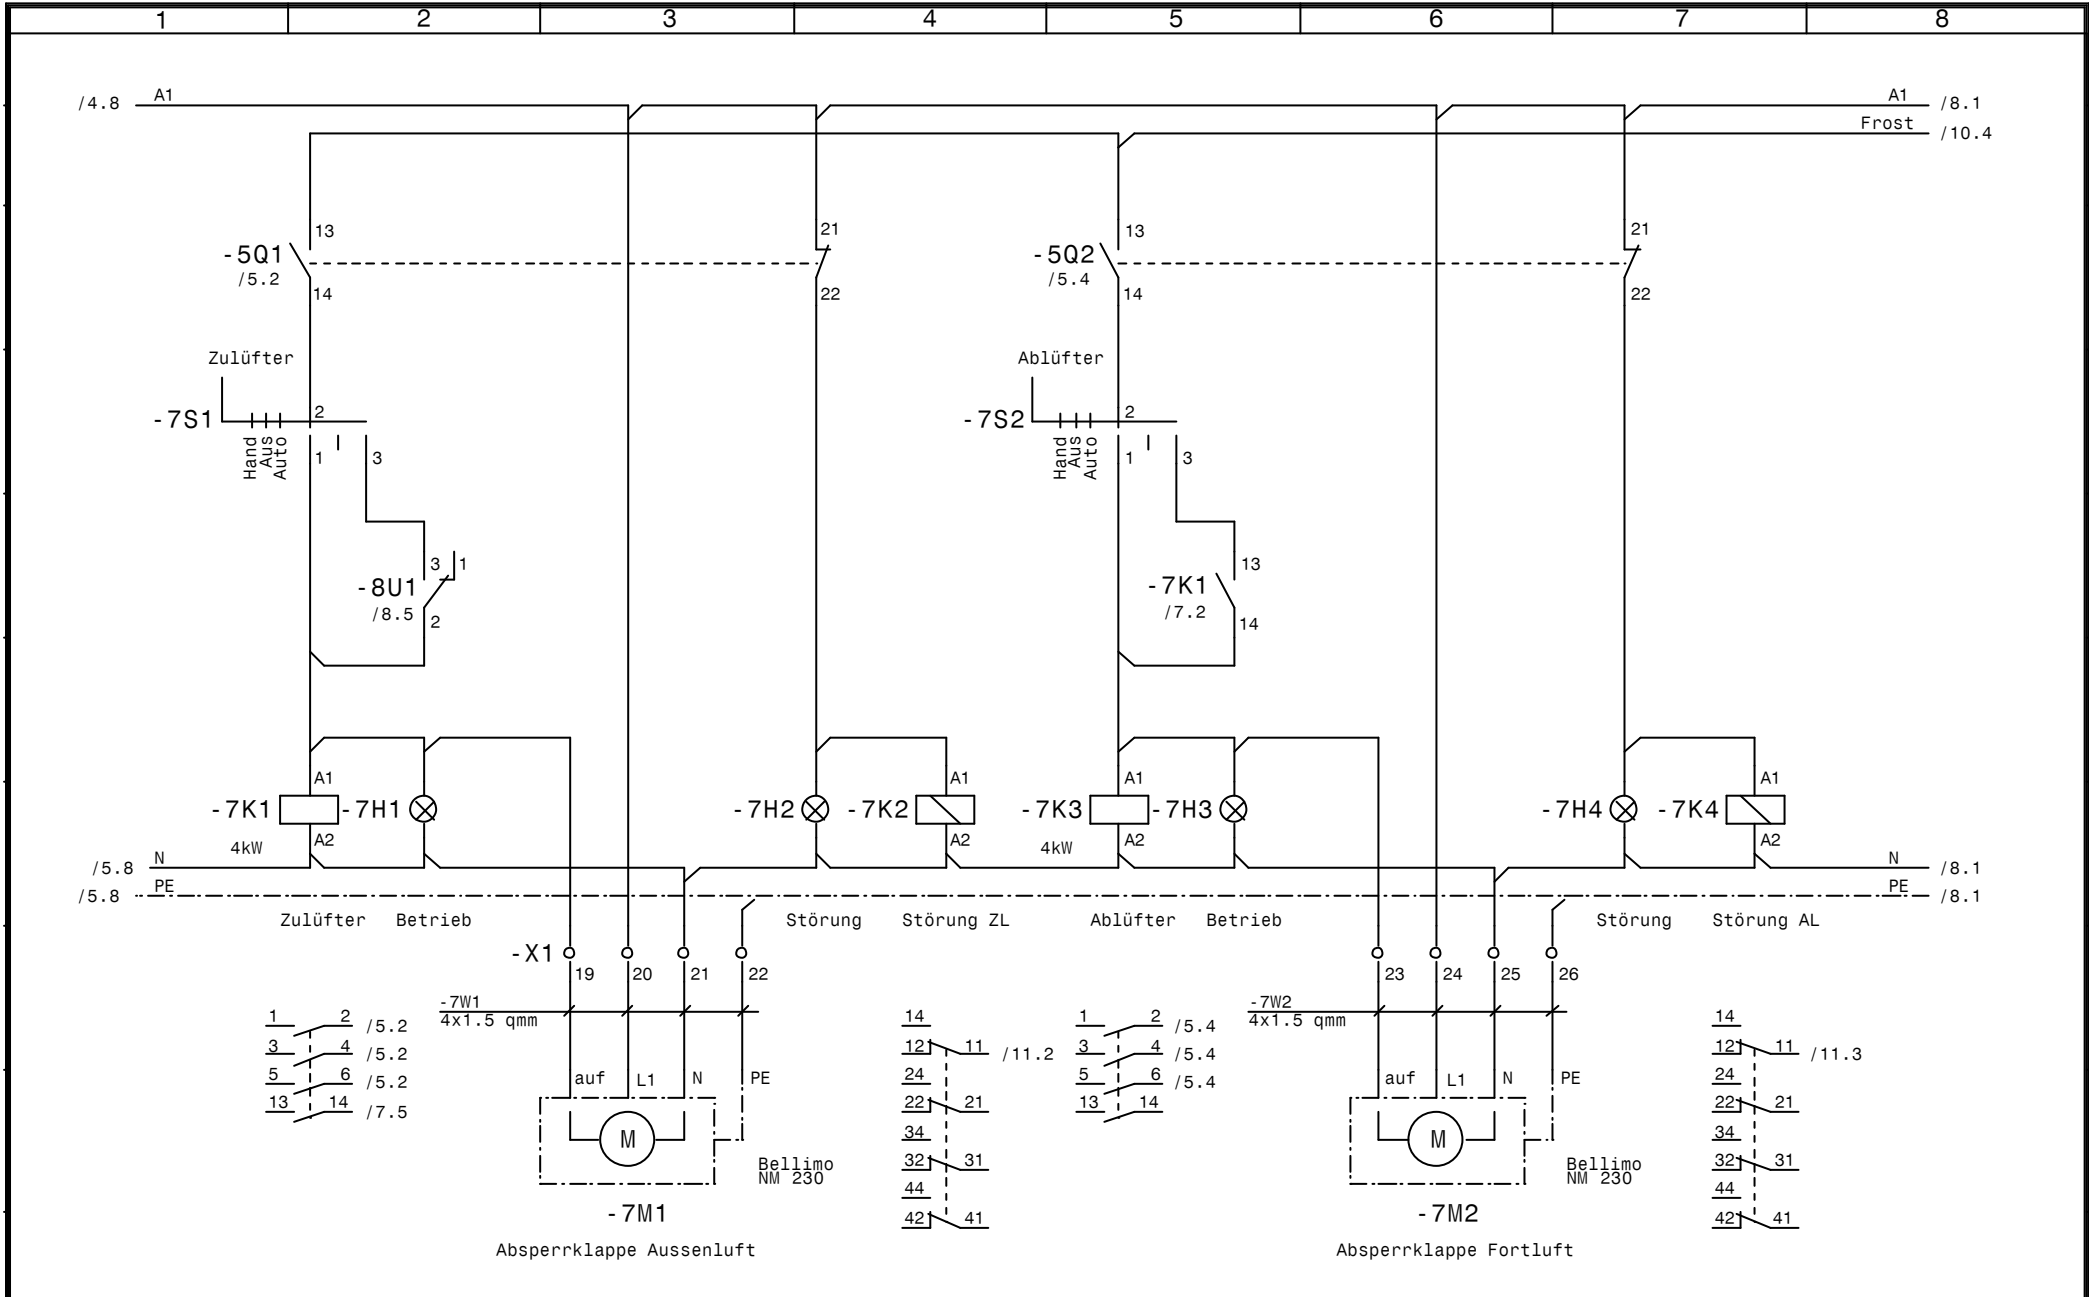 1 2 3 4 5 6 7 8
/4.8 A1 A1 /8.1
Frost /10.4
13 21 13 21
-5Q1 -5Q2
/5.2 /5.4
14 22 14 22
Zulüfter Ablüfter
-7S1 2 -7S2 2
Hand Aus Auto 1 3 Hand Aus Auto 1 3
3 1 13
-8U1 -7K1
/8.5 /7.2
2 14
A1 A1 A1 A1
-7K1 -7H1 -7H2 -7K2 -7K3 -7H3 -7H4 -7K4
A2 A2 A2 A2
4kW 4kW
/5.8 N N /8.1
/5.8 PE PE /8.1
Zulüfter Betrieb Störung Störung ZL Ablüfter Betrieb Störung Störung AL
-X1 19 20 21 22 23 24 25 26
-7W1 -7W2
4x1.5 qmm 4x1.5 qmm
1 2 /5.2 14 1 2 /5.4 14
3 4 /5.2 12 11 /11.2 3 4 /5.4 12 11 /11.3
5 6 /5.2 auf L1 N PE 24 5 6 /5.4 auf L1 N PE 24
13 14 /7.5 22 21 13 14 22 21
M 34 M 34
Bellimo 32 31 Bellimo 32 31
NM 230 NM 230
44 44
-7M1 42 41 -7M2 42 41
Absperrklappe Aussenluft Absperrklappe Fortluft